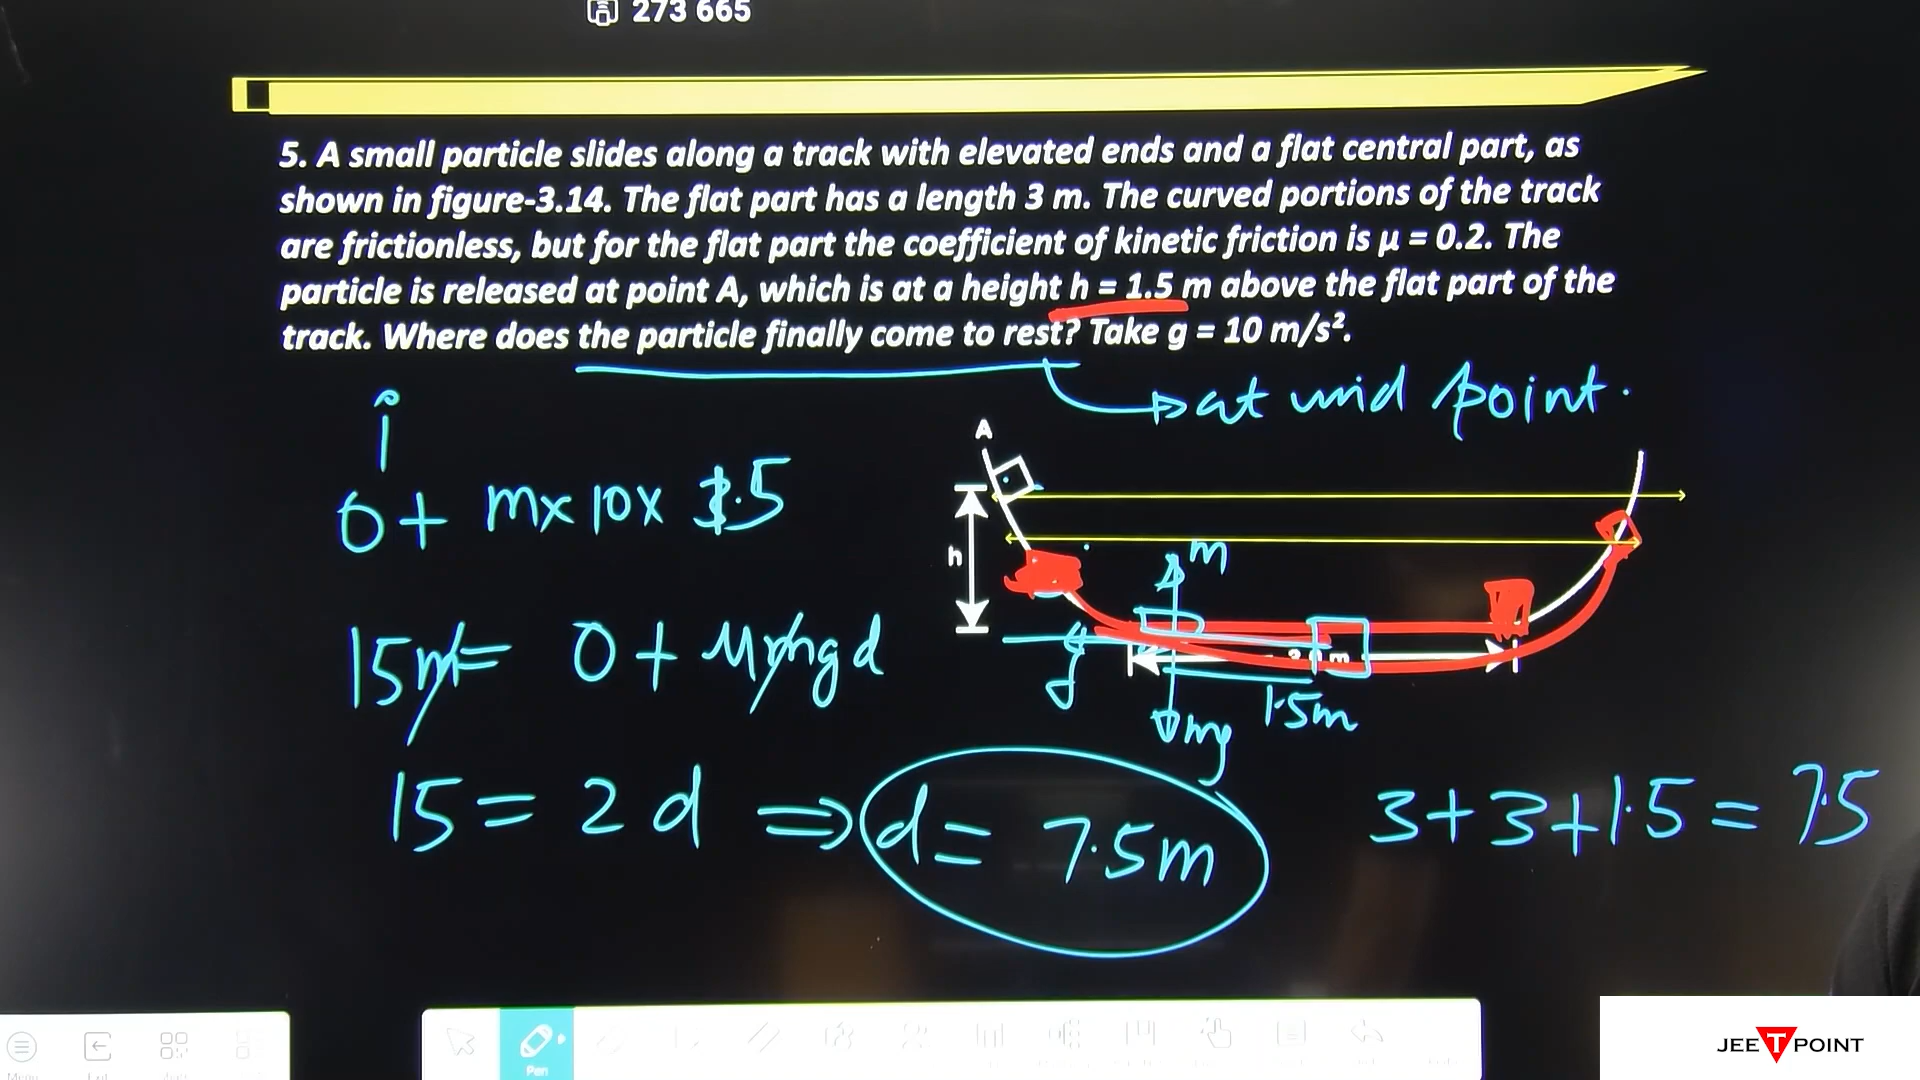 273 665
5. A small particle slides along a track with elevated ends and a flat central part, as
shown in figure-3.14. The flat part has a length 3 m. The curved portions of the track
are frictionless, but for the flat part the coefficient of kinetic friction is μ = 0.2. The
particle is released at point A, which is at a height h = 1.5 m above the flat part of the
track. Where does the particle finally come to rest? Take g = 10 m/s².
at mid point.
A
0 + m×10×1.5
h
m
15m = 0 + μmgd
m
f
1.5m
mg
15 = 2d ⇒ d = 7.5m
3+3+1.5 = 7.5
Pen
JEE T POINT